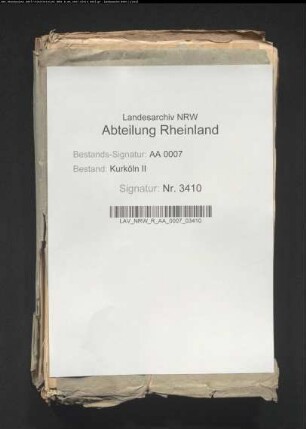 Landesarchiv NRW
Abteilung Rheinland
Bestands-Signatur: AA 0007
Bestand: Kurköln II
Signatur: Nr. 3410
LAV_NRW_R_AA_0007_03410